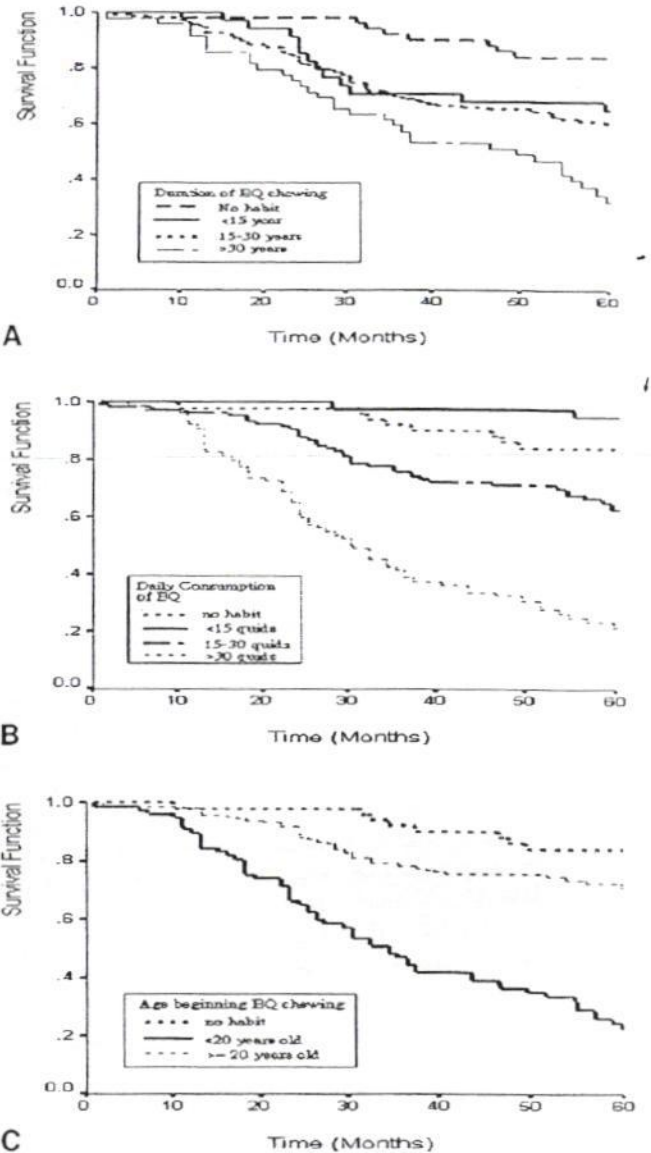 Survival Function
1.0
.8
.6
.4
.2
0.0
Duration of BQ chewing
No habit
<15 year
15-30 years
>30 years
0 10 20 30 40 50 60
A
Time (Months)
Survival Function
1.0
.8
.6
.4
.2
0.0
Daily Consumption
of BQ
no habit
<15 quids
15-30 quids
>30 quids
0 10 20 30 40 50 60
B
Time (Months)
Survival Function
1.0
.8
.6
.4
.2
0.0
Age beginning BQ chewing
no habit
<20 years old
>= 20 years old
0 10 20 30 40 50 60
C
Time (Months)